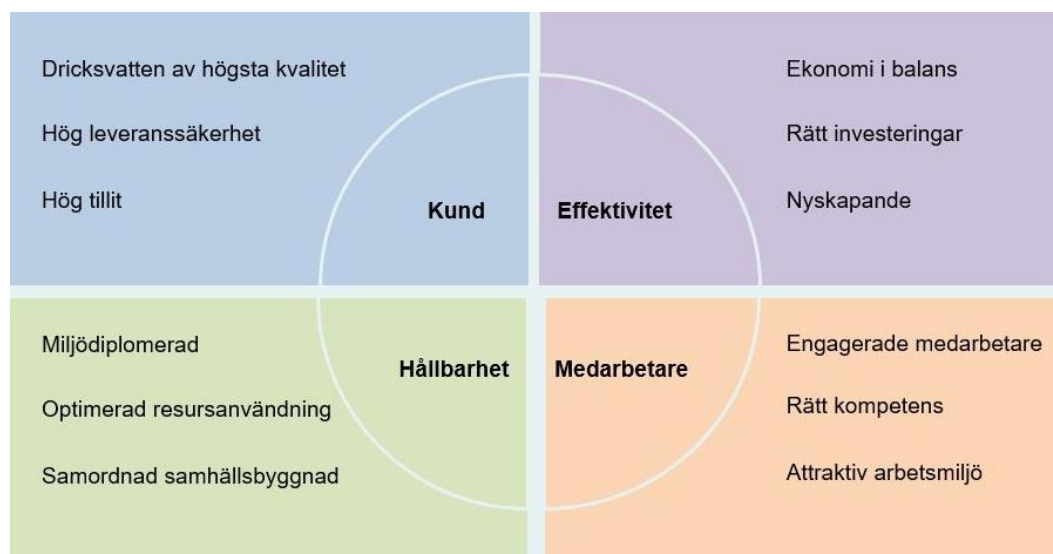 Dricksvatten av högsta kvalitet
Hög leveranssäkerhet
Hög tillit
Kund
Effektivitet
Ekonomi i balans
Rätt investeringar
Nyskapande
Miljödiplomerad
Optimerad resursanvändning
Samordnad samhällsbyggnad
Hållbarhet
Medarbetare
Engagerade medarbetare
Rätt kompetens
Attraktiv arbetsmiljö